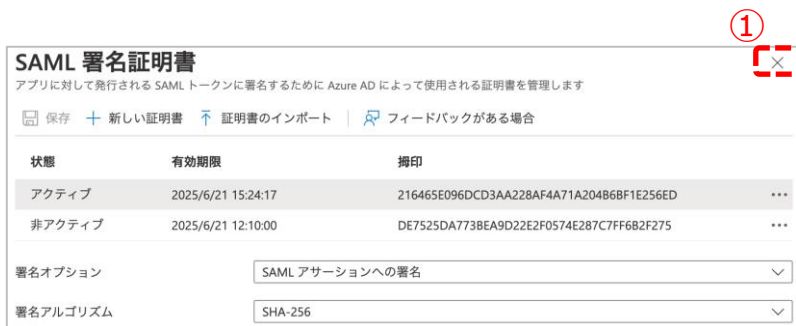 ①
SAML 署名証明書
アプリに対して発行される SAML トークンに署名するために Azure AD によって使用される証明書を管理します
保存 新しい証明書 証明書のインポート フィードバックがある場合
状態 有効期限 拇印
アクティブ 2025/6/21 15:24:17 216465E096DCD3AA228AF4A71A204B6BF1E256ED
非アクティブ 2025/6/21 12:10:00 DE7525DA773BEA9D22E2F0574E287C7FF6B2F275
署名オプション SAML アサーションへの署名
署名アルゴリズム SHA-256